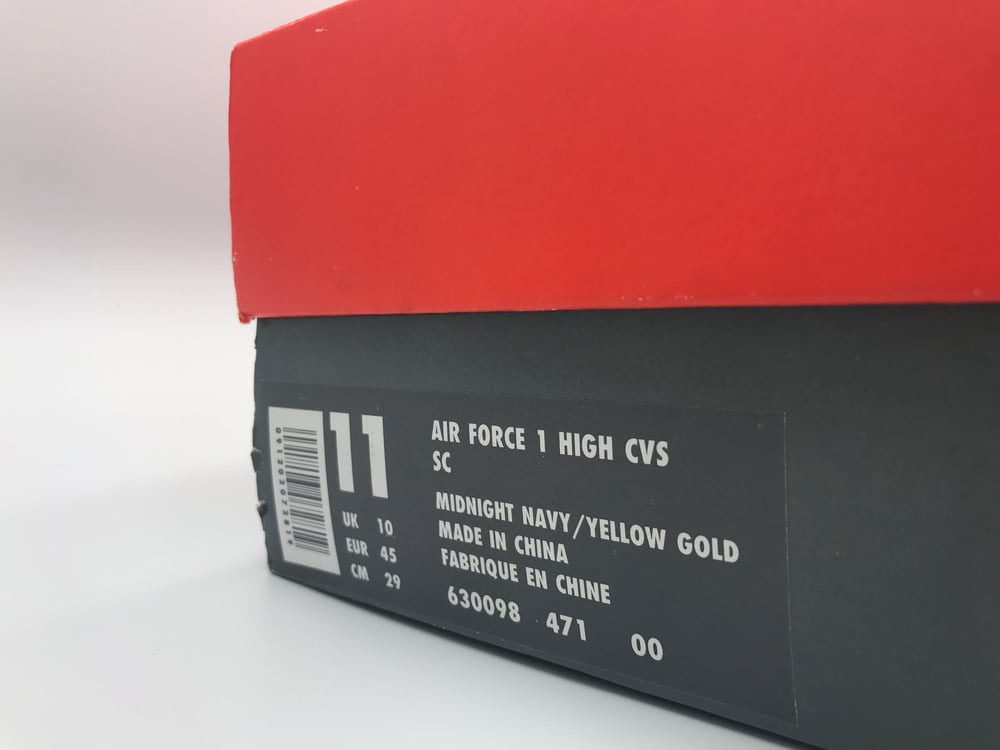 11
UK 10
EUR 45
CM 29
AIR FORCE 1 HIGH CVS
SC
MIDNIGHT NAVY/YELLOW GOLD
MADE IN CHINA
FABRIQUE EN CHINE
630098 471 00